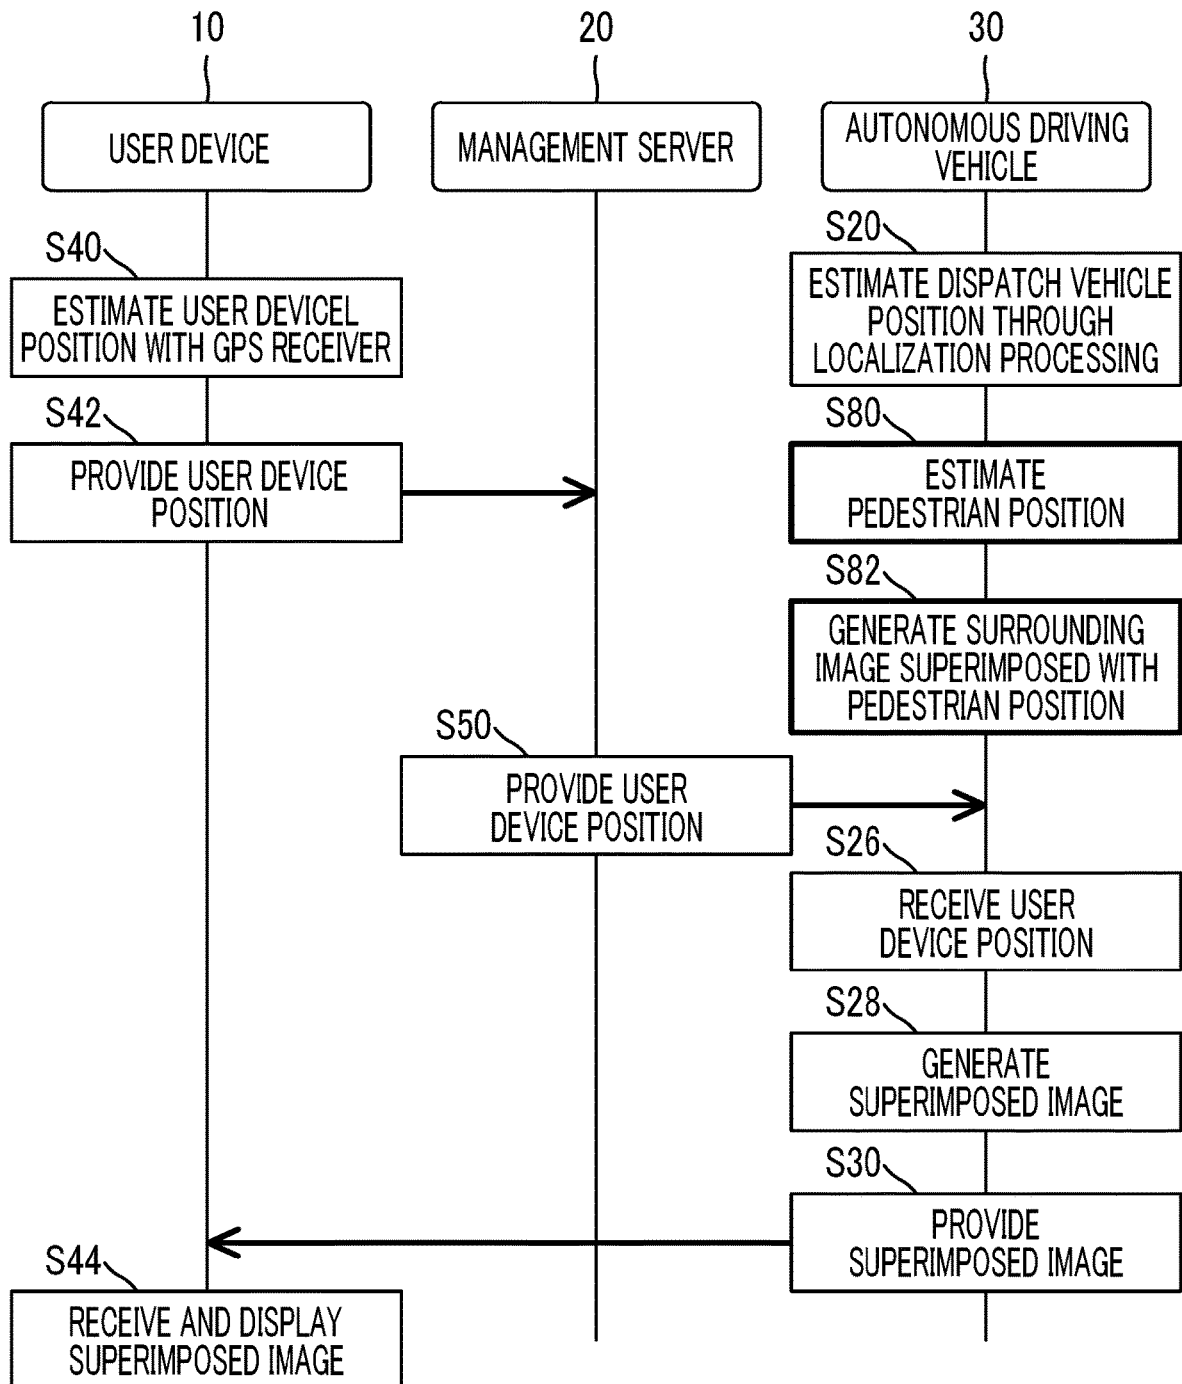 10
20
30
USER DEVICE
MANAGEMENT SERVER
AUTONOMOUS DRIVING
VEHICLE
S40
ESTIMATE USER DEVICEL
POSITION WITH GPS RECEIVER
S20
ESTIMATE DISPATCH VEHICLE
POSITION THROUGH
LOCALIZATION PROCESSING
S42
PROVIDE USER DEVICE
POSITION
S80
ESTIMATE
PEDESTRIAN POSITION
S82
GENERATE SURROUNDING
IMAGE SUPERIMPOSED WITH
PEDESTRIAN POSITION
S50
PROVIDE USER
DEVICE POSITION
S26
RECEIVE USER
DEVICE POSITION
S28
GENERATE
SUPERIMPOSED IMAGE
S30
PROVIDE
SUPERIMPOSED IMAGE
S44
RECEIVE AND DISPLAY
SUPERIMPOSED IMAGE